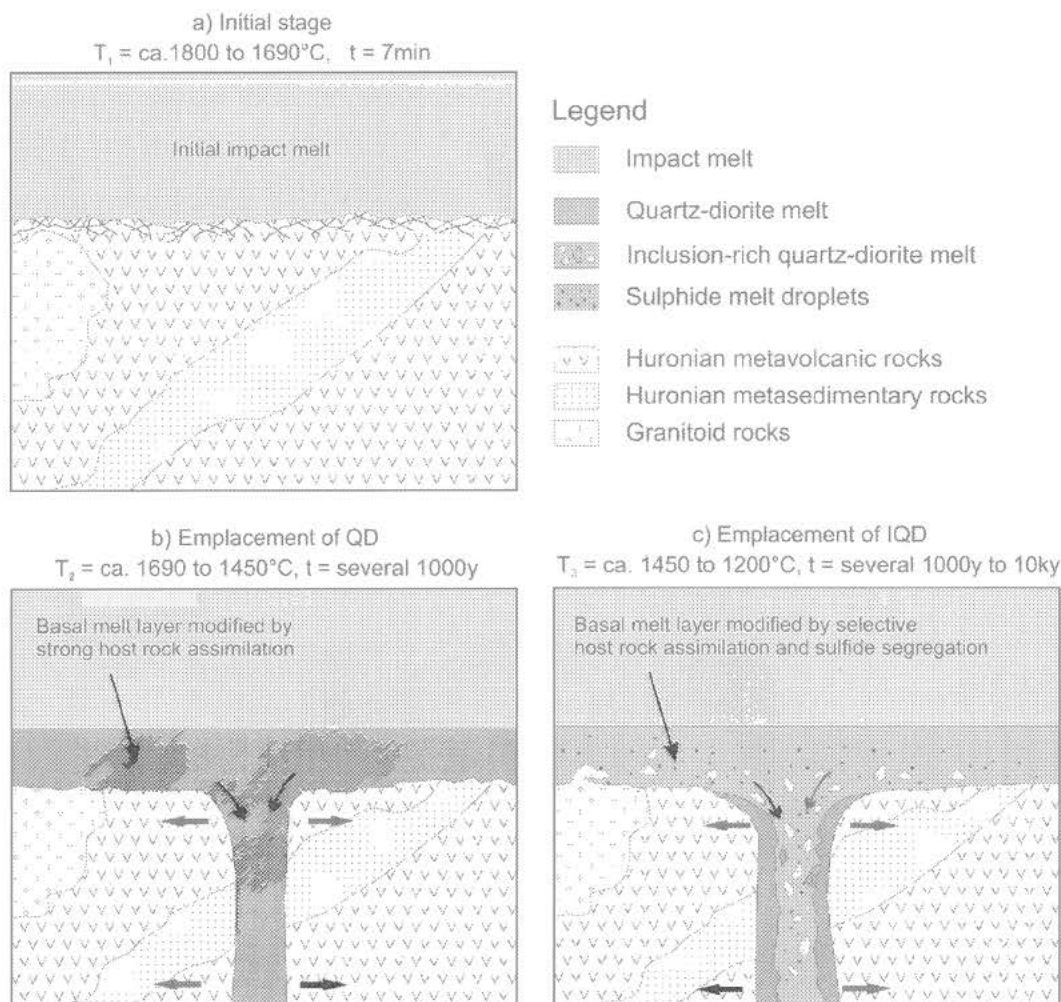 a) Initial stage
T₁ = ca.1800 to 1690°C, t = 7min
Initial impact melt
Legend
Impact melt
Quartz-diorite melt
Inclusion-rich quartz-diorite melt
Sulphide melt droplets
Huronian metavolcanic rocks
Huronian metasedimentary rocks
Granitoid rocks
b) Emplacement of QD
T₂ = ca. 1690 to 1450°C, t = several 1000y
Basal melt layer modified by
strong host rock assimilation
c) Emplacement of IQD
T₃ = ca. 1450 to 1200°C, t = several 1000y to 10ky
Basal melt layer modified by selective
host rock assimilation and sulfide segregation